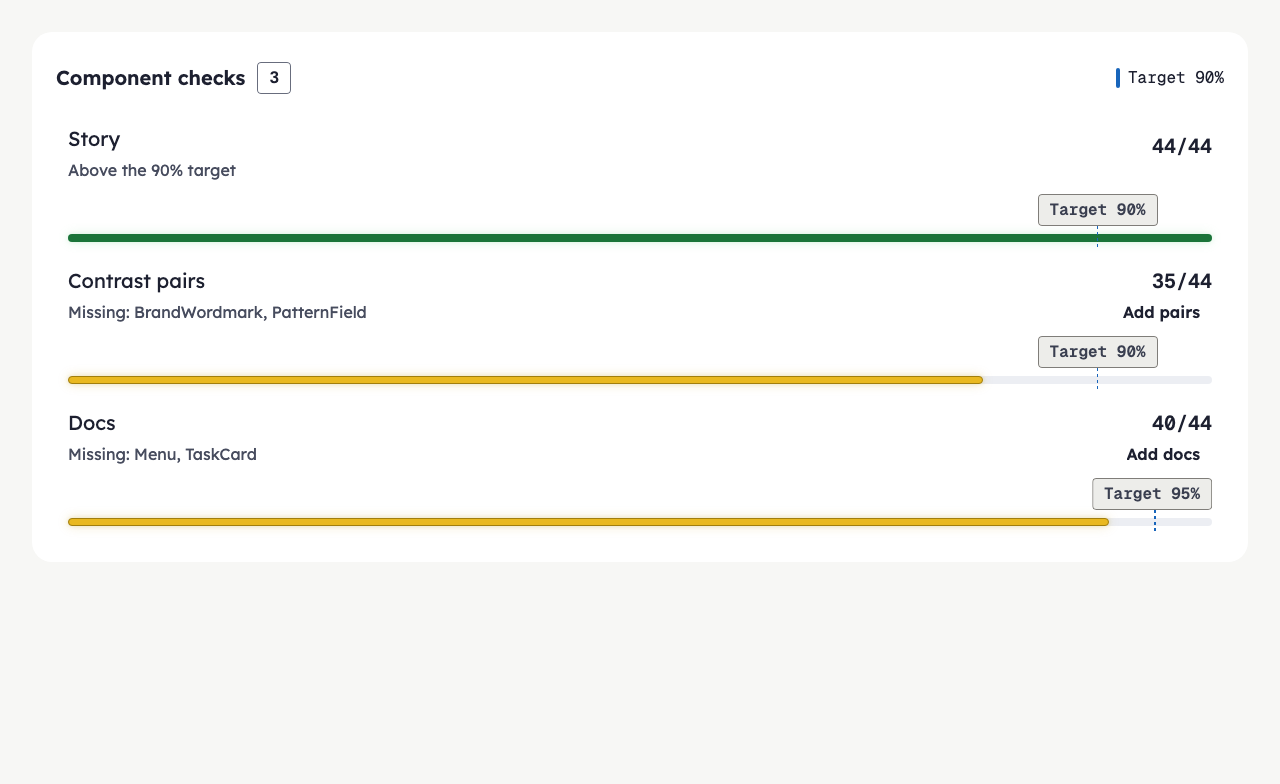 Component checks 3 Target 90%
Story 44/44
Above the 90% target
Target 90%
Contrast pairs 35/44
Missing: BrandWordmark, PatternField Add pairs
Target 90%
Docs 40/44
Missing: Menu, TaskCard Add docs
Target 95%